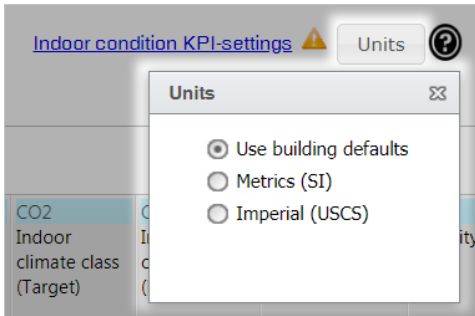 Indoor condition KPI-settings Units ?
Units
Use building defaults
Metrics (SI)
Imperial (USCS)
CO2
Indoor
climate class
(Target)